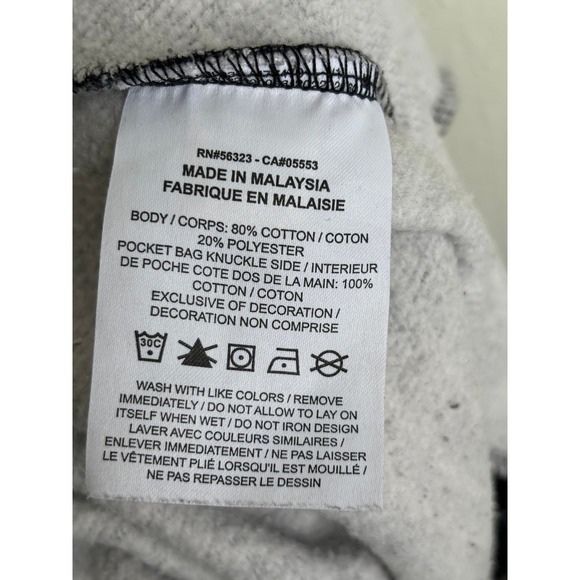 RN#56323 - CA#05553
MADE IN MALAYSIA
FABRIQUE EN MALAISIE
BODY / CORPS: 80% COTTON / COTON
20% POLYESTER
POCKET BAG KNUCKLE SIDE / INTERIEUR
DE POCHE COTE DOS DE LA MAIN: 100%
COTTON / COTON
EXCLUSIVE OF DECORATION /
DECORATION NON COMPRISE
30C
WASH WITH LIKE COLORS / REMOVE
IMMEDIATELY / DO NOT ALLOW TO LAY ON
ITSELF WHEN WET / DO NOT IRON DESIGN
LAVER AVEC COULEURS SIMILAIRES /
ENLEVER IMMEDIATEMENT / NE PAS LAISSER
LE VÊTEMENT PLIÉ LORSQU'IL EST MOUILLÉ /
NE PAS REPASSER LE DESSIN